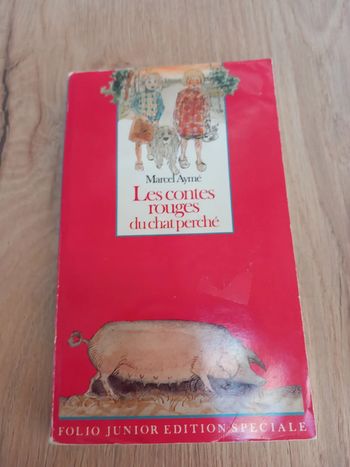 Marcel Aymé
Les contes
rouges
du chat perché
FOLIO JUNIOR EDITION SPECIALE